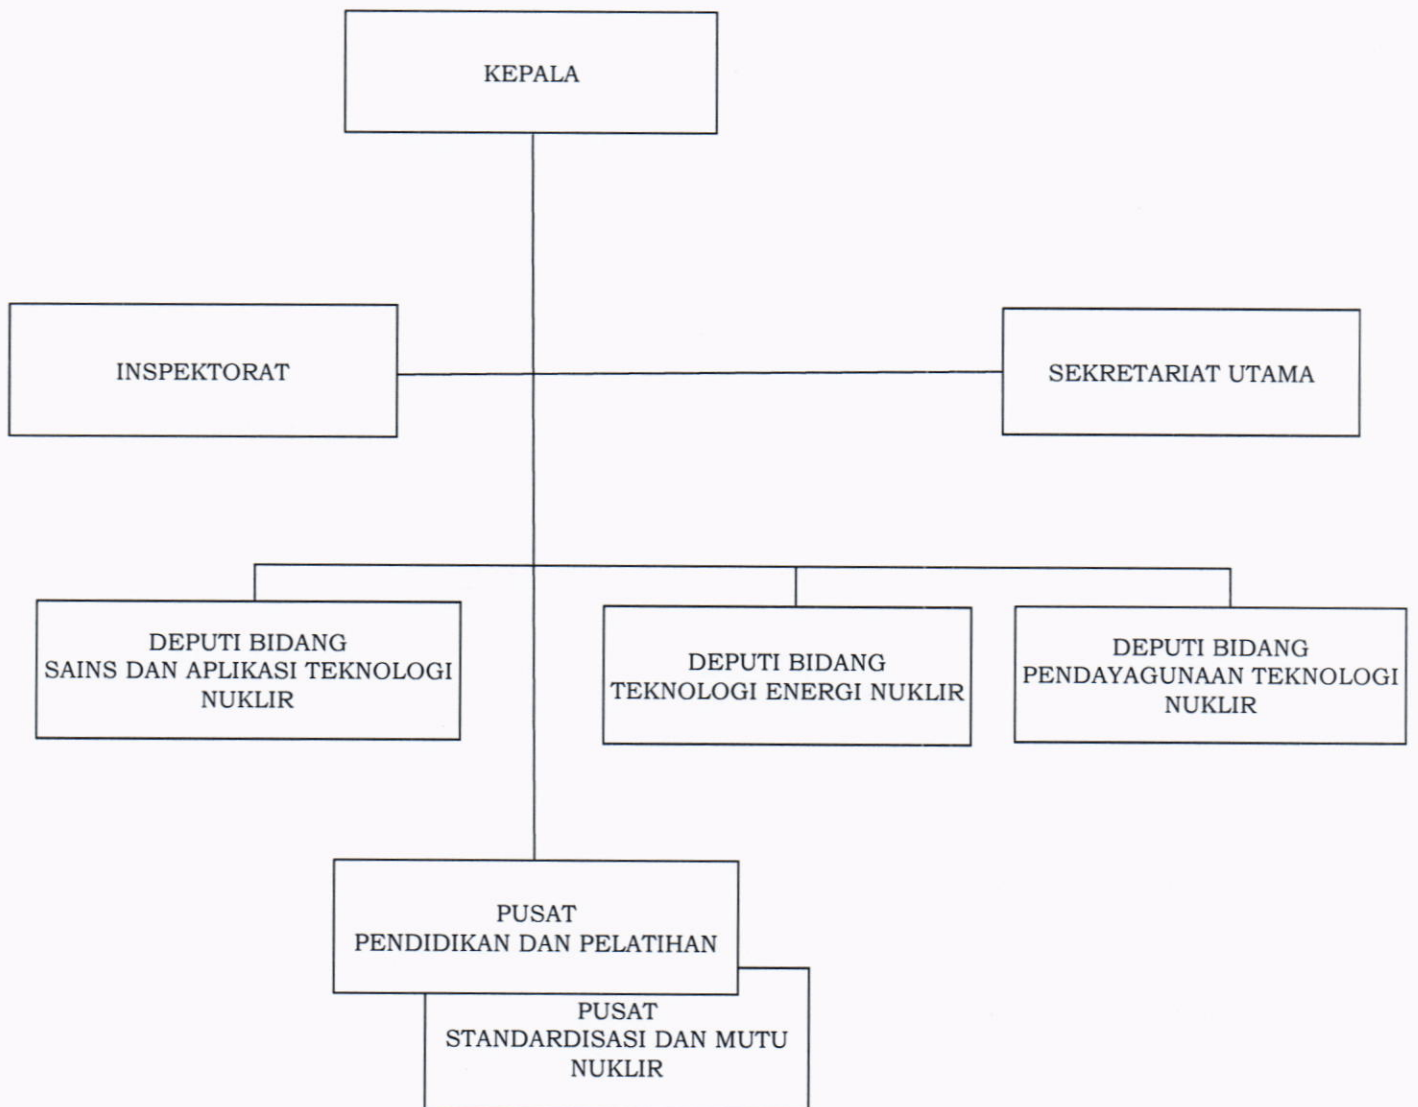 KEPALA
INSPEKTORAT
SEKRETARIAT UTAMA
DEPUTI BIDANG
SAINS DAN APLIKASI TEKNOLOGI
NUKLIR
DEPUTI BIDANG
TEKNOLOGI ENERGI NUKLIR
DEPUTI BIDANG
PENDAYAGUNAAN TEKNOLOGI
NUKLIR
PUSAT
PENDIDIKAN DAN PELATIHAN
PUSAT
STANDARDISASI DAN MUTU
NUKLIR